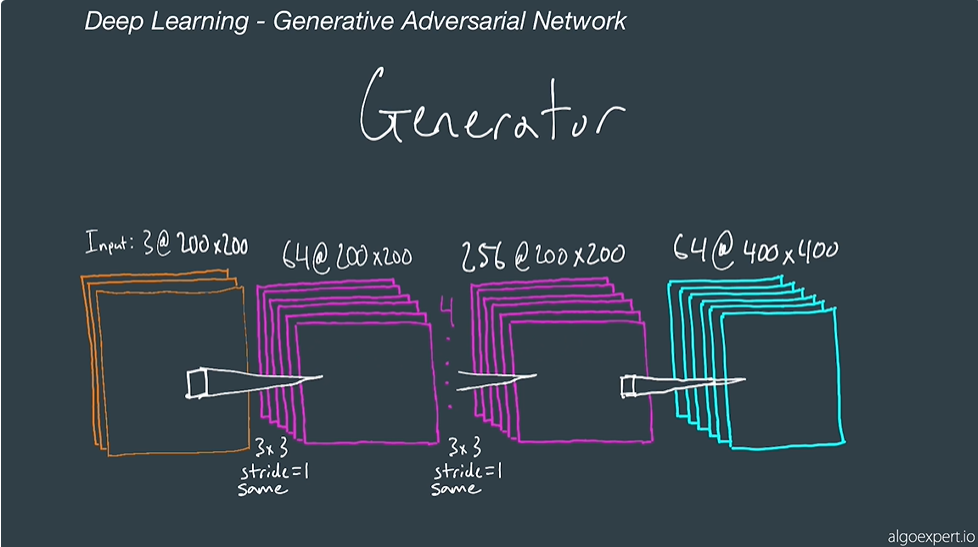 Deep Learning - Generative Adversarial Network
Generator
Input: 3@200x200
64@200x200
256@200x200
64@400x400
4
3x3
stride=1
same
3x3
stride=1
same
algoexpert.io